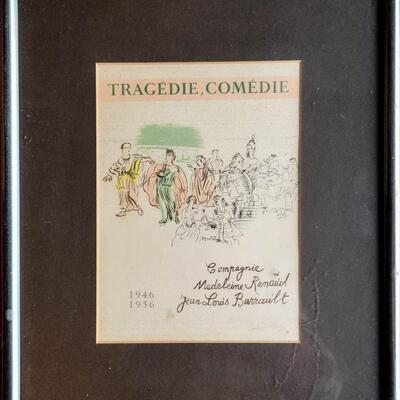 TRAGÉDIE, COMÉDIE
Compagnie
Madeleine Renaud
Jean-Louis Barrault
1946
1956